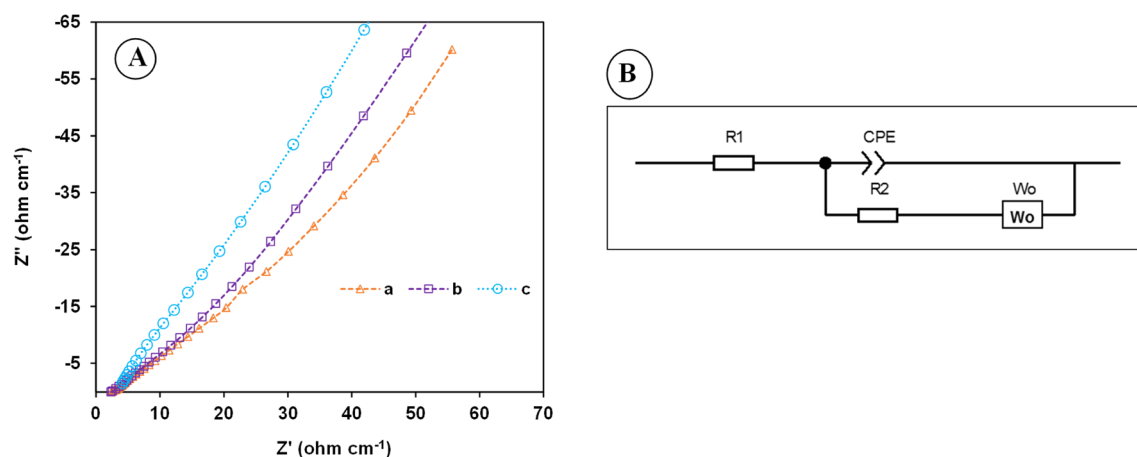 A
-65
-55
-45
-35
-25
-15
-5
Z'' (ohm cm⁻¹)
a b c
0 10 20 30 40 50 60 70
Z' (ohm cm⁻¹)
B
R1 CPE
R2 Wo
Wo